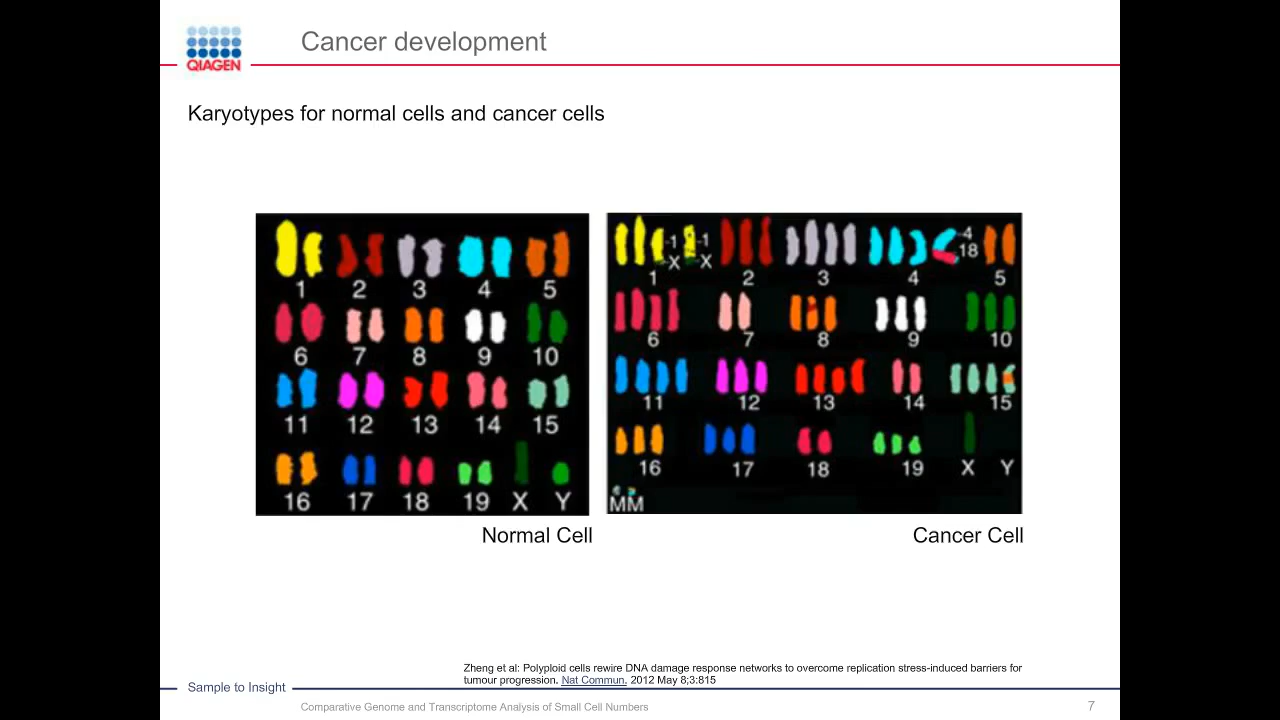 QIAGEN
Cancer development
Karyotypes for normal cells and cancer cells
1 2 3 4 5
6 7 8 9 10
11 12 13 14 15
16 17 18 19 X Y
Normal Cell
-1 -1 -4
-X -X 18
1 2 3 4 5
6 7 8 9 10
11 12 13 14 15
16 17 18 19 X Y
MM
Cancer Cell
Zheng et al: Polyploid cells rewire DNA damage response networks to overcome replication stress-induced barriers for
tumour progression. Nat Commun. 2012 May 8;3:815
Sample to Insight
Comparative Genome and Transcriptome Analysis of Small Cell Numbers
7